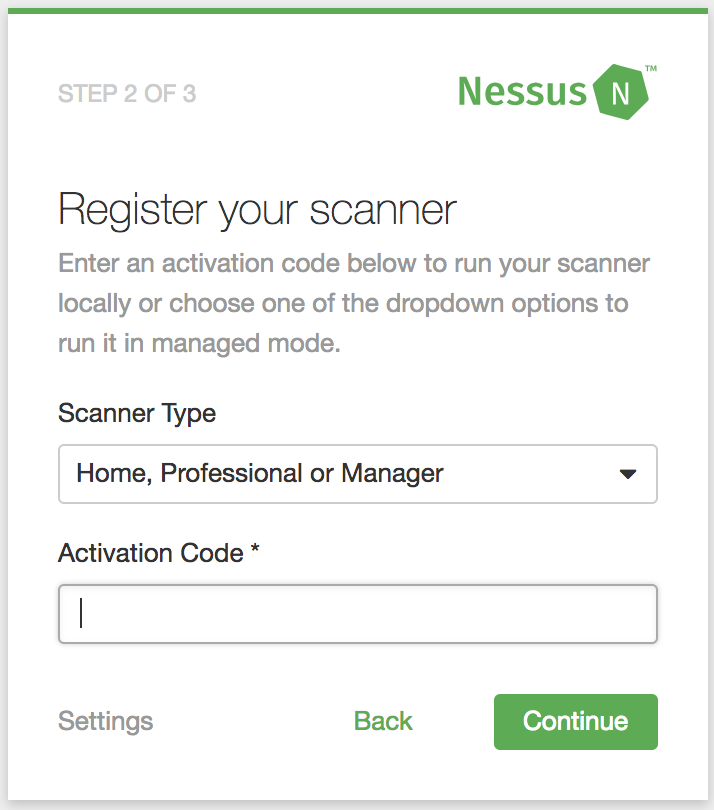 STEP 2 OF 3
Nessus N ™
Register your scanner
Enter an activation code below to run your scanner
locally or choose one of the dropdown options to
run it in managed mode.
Scanner Type
Home, Professional or Manager
Activation Code *
Settings
Back
Continue